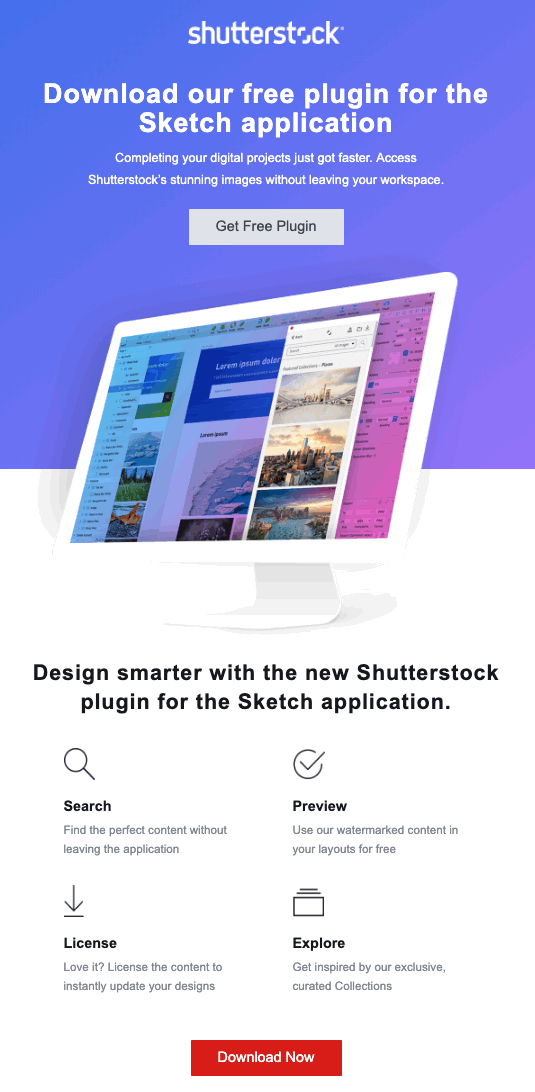 shutterstock
Download our free plugin for the
Sketch application
Completing your digital projects just got faster. Access
Shutterstock's stunning images without leaving your workspace.
Get Free Plugin
Lorem ipsum dolor
Lorem ipsum
Search
Featured Collections
Design smarter with the new Shutterstock
plugin for the Sketch application.
Search
Preview
Find the perfect content without
leaving the application
Use our watermarked content in
your layouts for free
License
Explore
Love it? License the content to
instantly update your designs
Get inspired by our exclusive,
curated Collections
Download Now